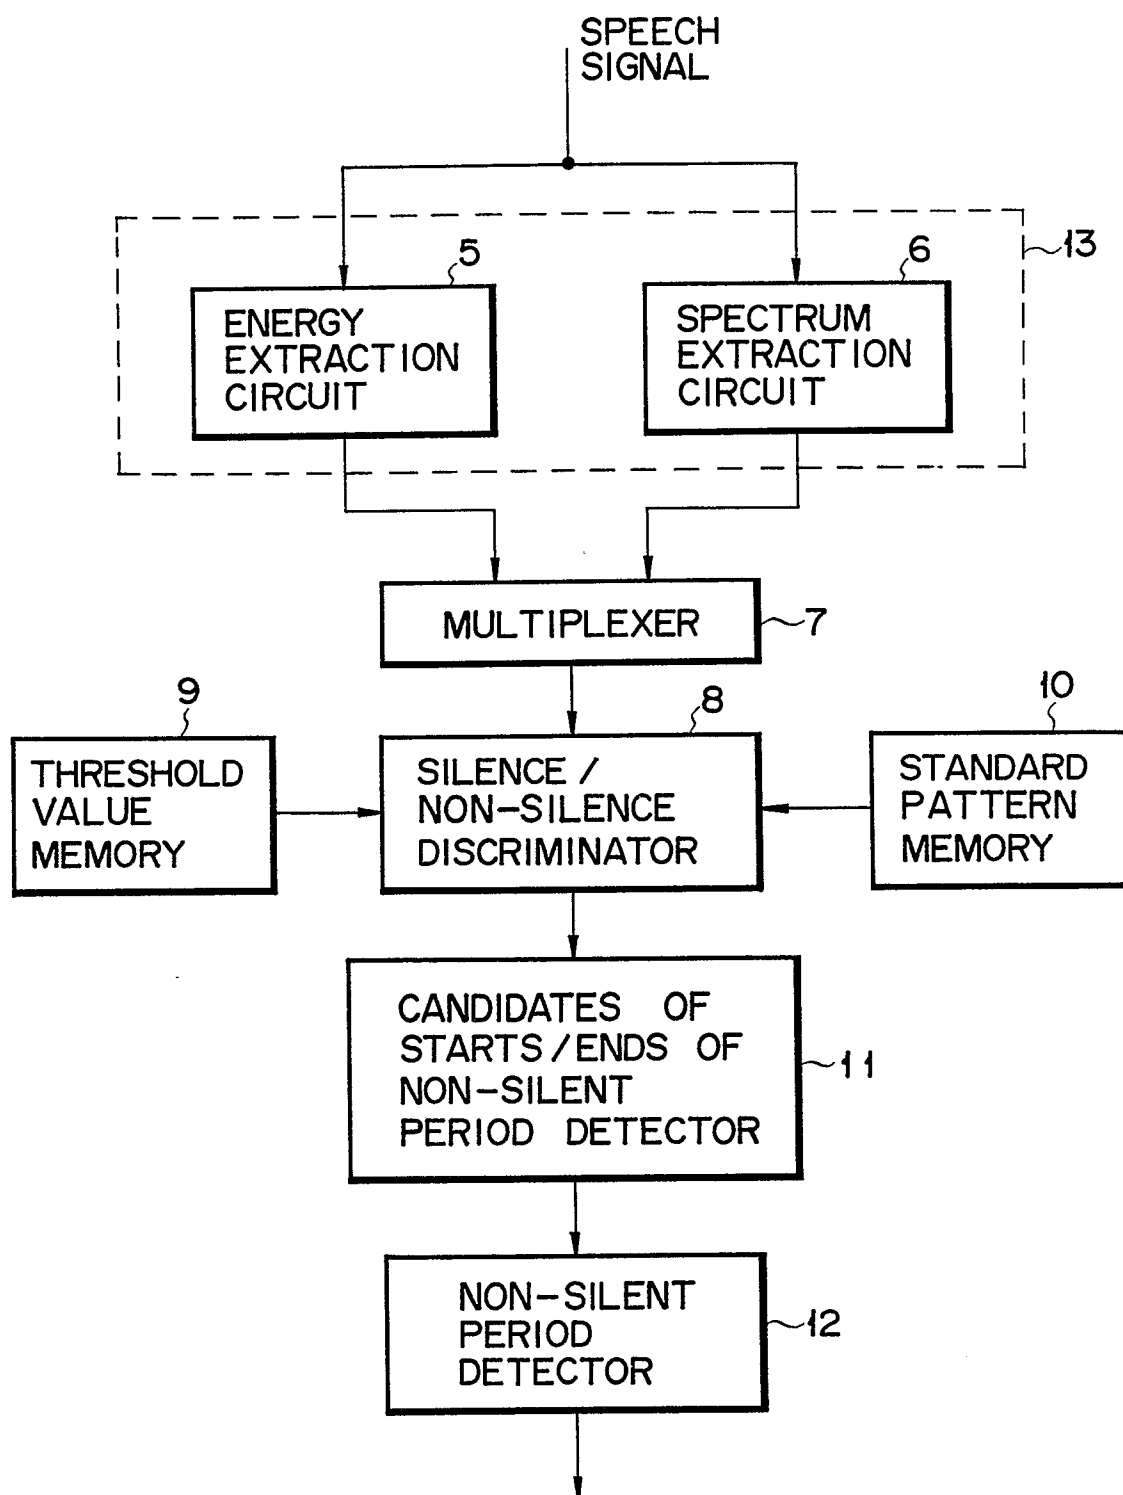 SPEECH
SIGNAL
13
5
6
ENERGY
EXTRACTION
CIRCUIT
SPECTRUM
EXTRACTION
CIRCUIT
MULTIPLEXER
7
9
8
10
THRESHOLD
VALUE
MEMORY
SILENCE /
NON-SILENCE
DISCRIMINATOR
STANDARD
PATTERN
MEMORY
CANDIDATES OF
STARTS/ENDS OF
NON-SILENT
PERIOD DETECTOR
11
NON-SILENT
PERIOD
DETECTOR
12